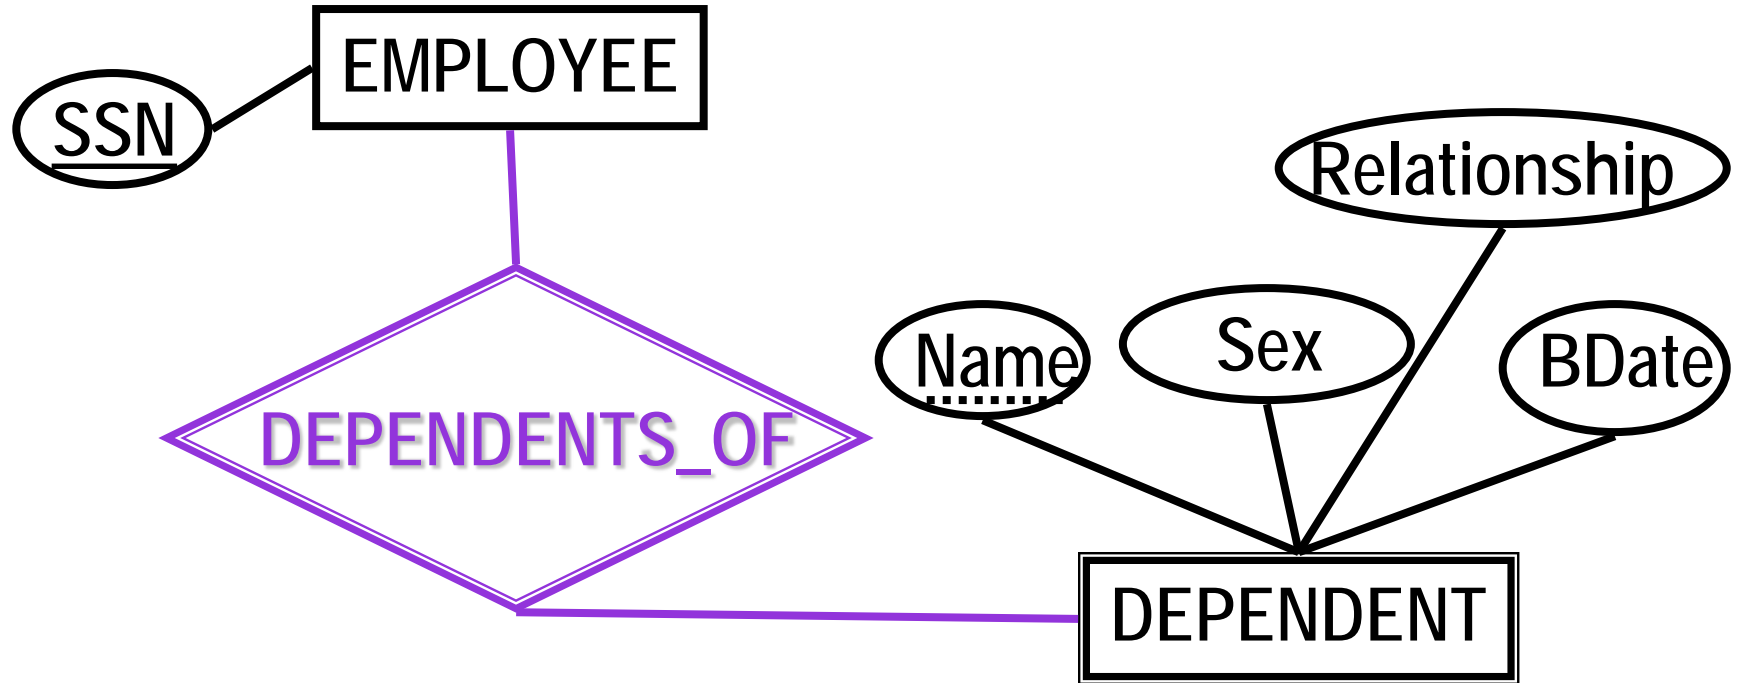 EMPLOYEE
SSN
Relationship
Name
Sex
BDate
DEPENDENTS_OF
DEPENDENT